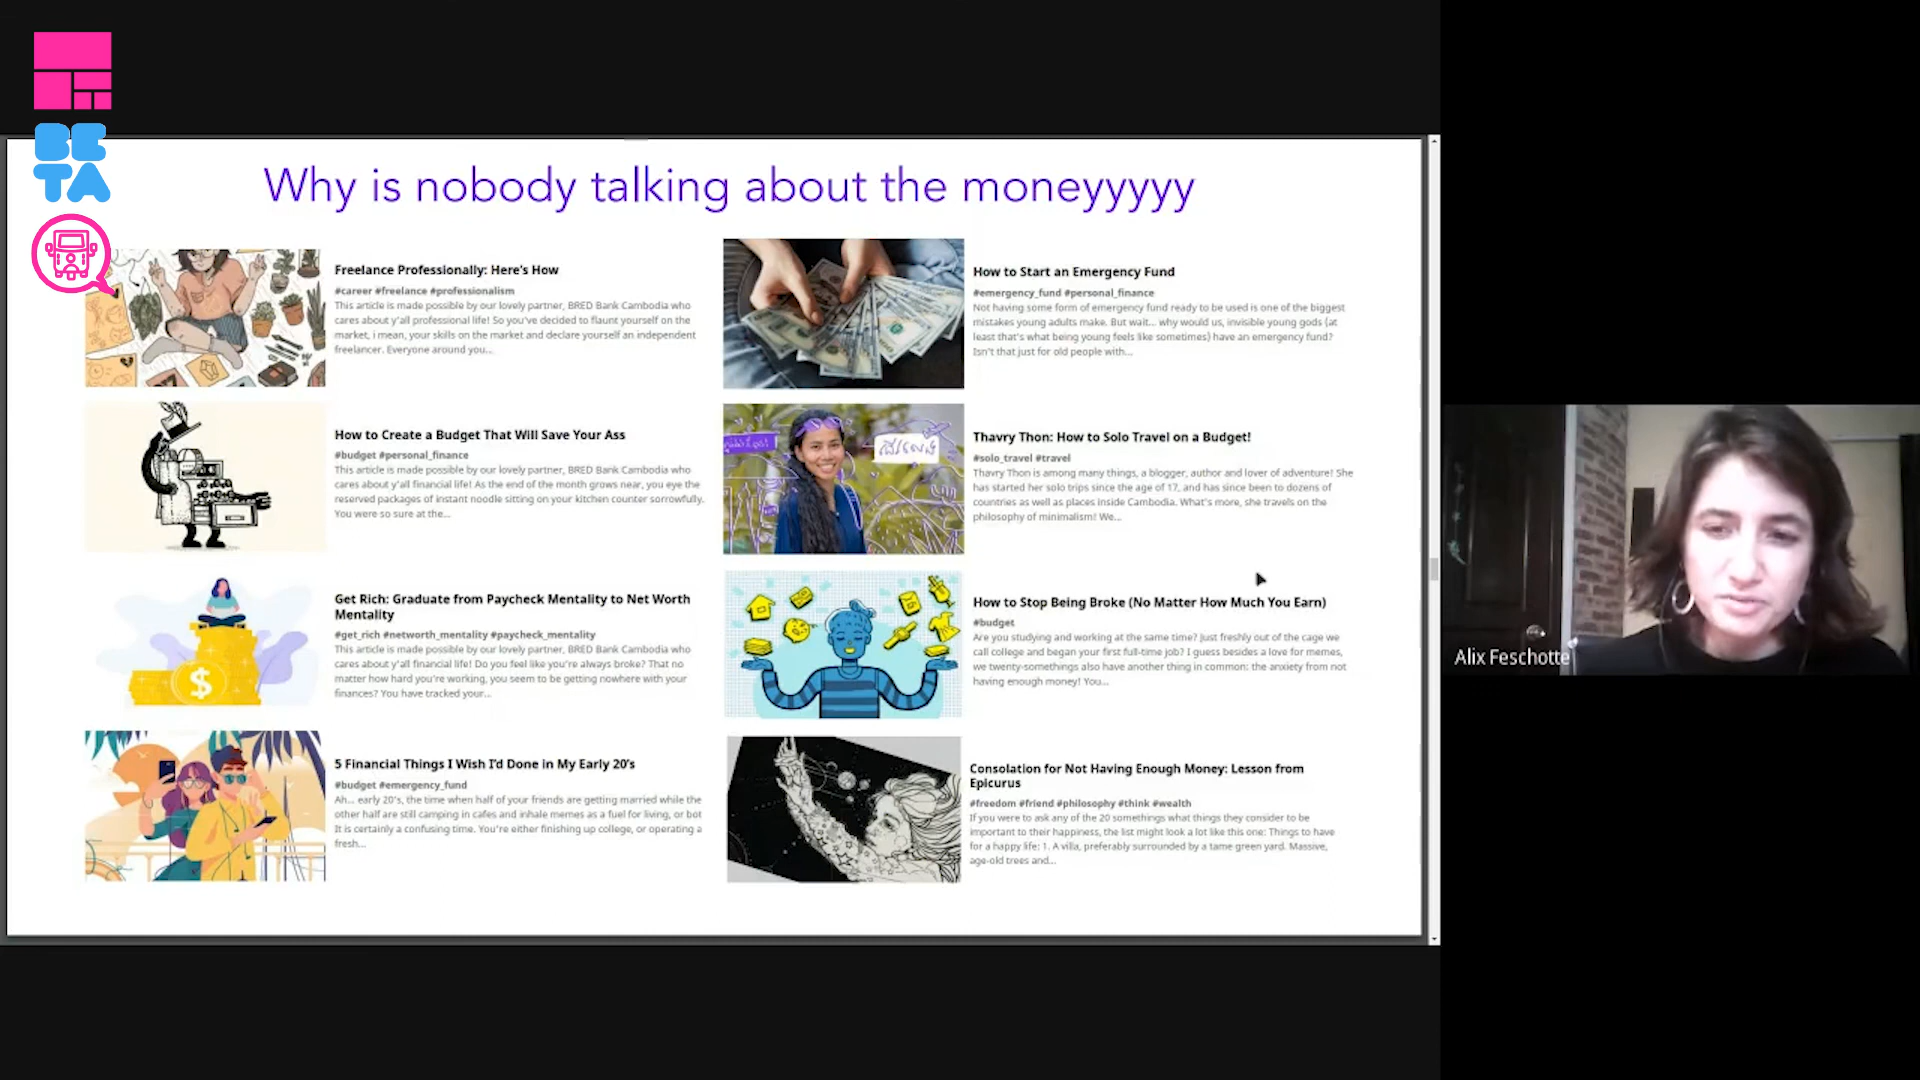 BE
TA
Why is nobody talking about the moneyyyyy
Freelance Professionally: Here's How
#career #freelance #professionalism
This article is made possible by our lovely partner, BRED Bank Cambodia who
cares about y'all professional life! So you've decided to flaunt yourself on the
market, i mean, your skills on the market and declare yourself an independent
freelancer. Everyone around you...
How to Create a Budget That Will Save Your Ass
#budget #personal_finance
This article is made possible by our lovely partner, BRED Bank Cambodia who
cares about y'all financial life! As the end of the month grows near, you eye the
reserved packages of instant noodle sitting on your kitchen counter sorrowfully.
You were so sure at the...
Get Rich: Graduate from Paycheck Mentality to Net Worth
Mentality
#get_rich #networth_mentality #paycheck_mentality
This article is made possible by our lovely partner, BRED Bank Cambodia who
cares about y'all financial life! Do you feel like you're always broke? That no
matter how hard you're working, you seem to be getting nowhere with your
finances? You have tracked your...
5 Financial Things I Wish I'd Done in My Early 20's
#budget #emergency_fund
Ah... early 20's, the time when half of your friends are getting married while the
other half are still camping in cafes and inhale memes as a fuel for living, or bot
It is certainly a confusing time. You're either finishing up college, or operating a
fresh...
How to Start an Emergency Fund
#emergency_fund #personal_finance
Not having some form of emergency fund ready to be used is one of the biggest
mistakes young adults make. But wait... why would us, invisible young gods (at
least that's what being young feels like sometimes) have an emergency fund?
Isn't that just for old people with...
Thavry Thon: How to Solo Travel on a Budget!
#solo_travel #travel
Thavry Thon is among many things, a blogger, author and lover of adventure! She
has started her solo trips since the age of 17, and has since been to dozens of
countries as well as places inside Cambodia. What's more, she travels on the
philosophy of minimalism! We...
How to Stop Being Broke (No Matter How Much You Earn)
#budget
Are you studying and working at the same time? Just freshly out of the cage we
call college and began your first full-time job? I guess besides a love for memes,
we twenty-somethings also have another thing in common: the anxiety from not
having enough money! You...
Consolation for Not Having Enough Money: Lesson from
Epicurus
#freedom #friend #philosophy #think #wealth
If you were to ask any of the 20 somethings what things they consider to be
important to their happiness, the list might look a lot like this one: Things to have
for a happy life: 1. A villa, preferably surrounded by a tame green yard. Massive,
age-old trees and...
$
Alix Feschotte